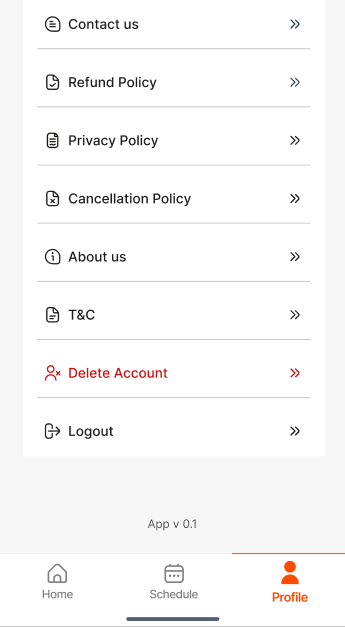 Contact us
Refund Policy
Privacy Policy
Cancellation Policy
About us
T&C
Delete Account
Logout
App v 0.1
Home
Schedule
Profile